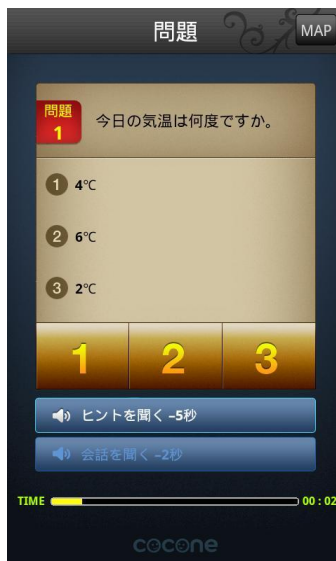 問題
MAP
問題
1
今日の気温は何度ですか。
1 4℃
2 6℃
3 2℃
1 2 3
ヒントを聞く -5秒
会話を聞く -2秒
TIME 00 : 02
cocone